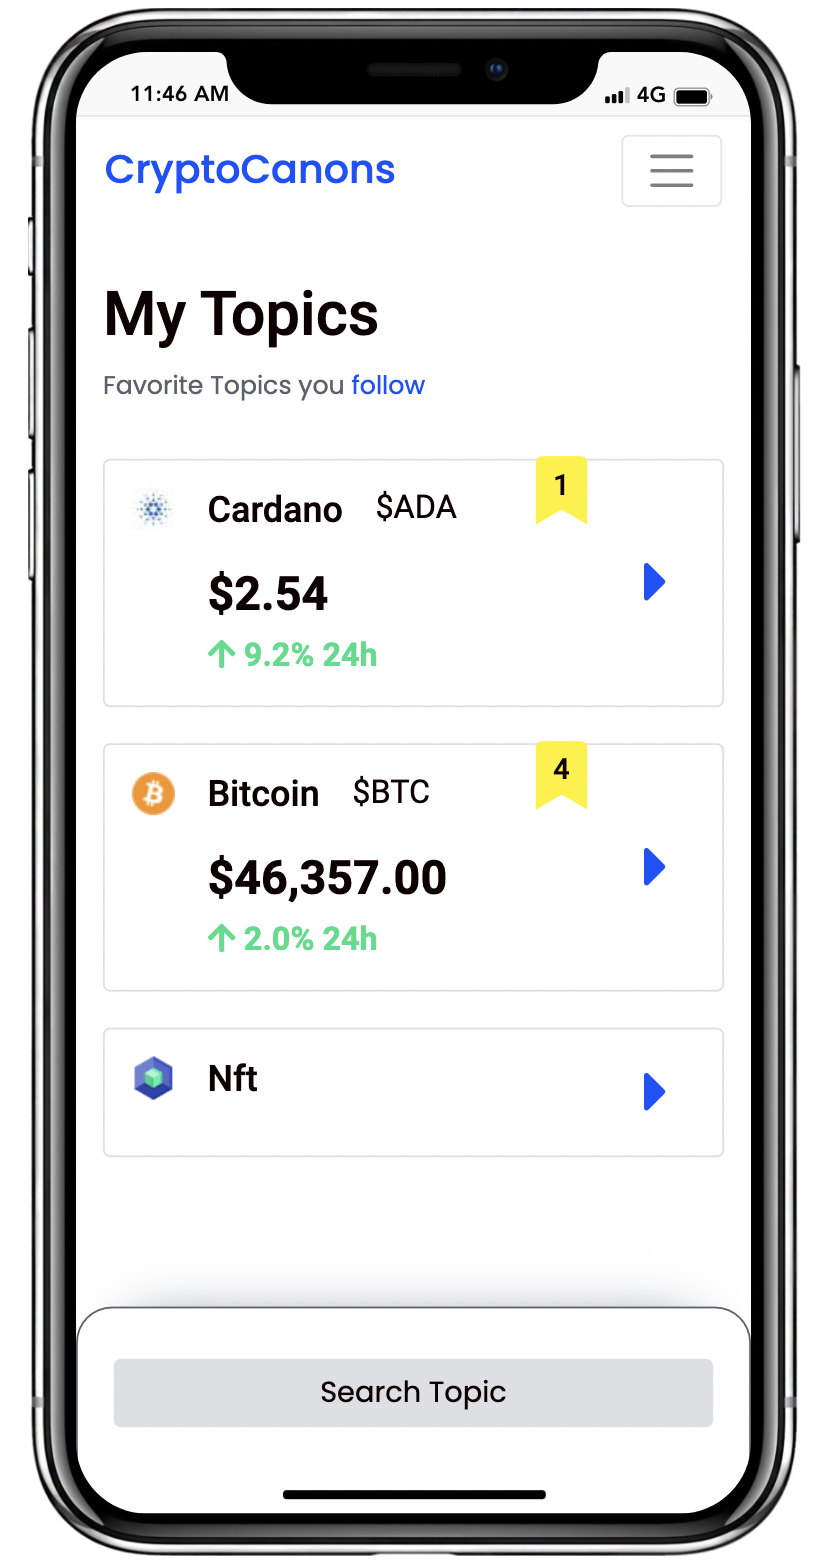 11:46 AM 4G
CryptoCanons
My Topics
Favorite Topics you follow
Cardano $ADA 1
$2.54
9.2% 24h
Bitcoin $BTC 4
$46,357.00
2.0% 24h
Nft
Search Topic